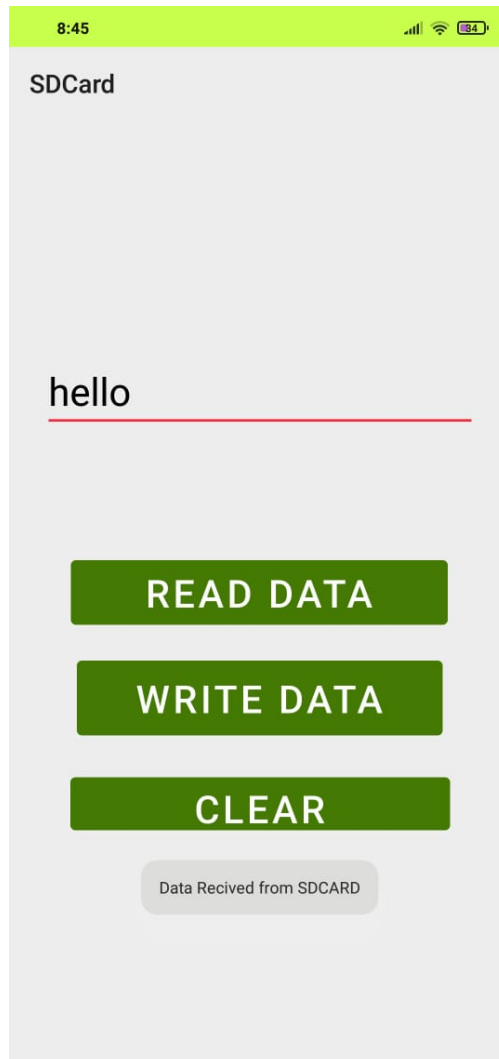 8:45
84
SDCard
hello
READ DATA
WRITE DATA
CLEAR
Data Recived from SDCARD